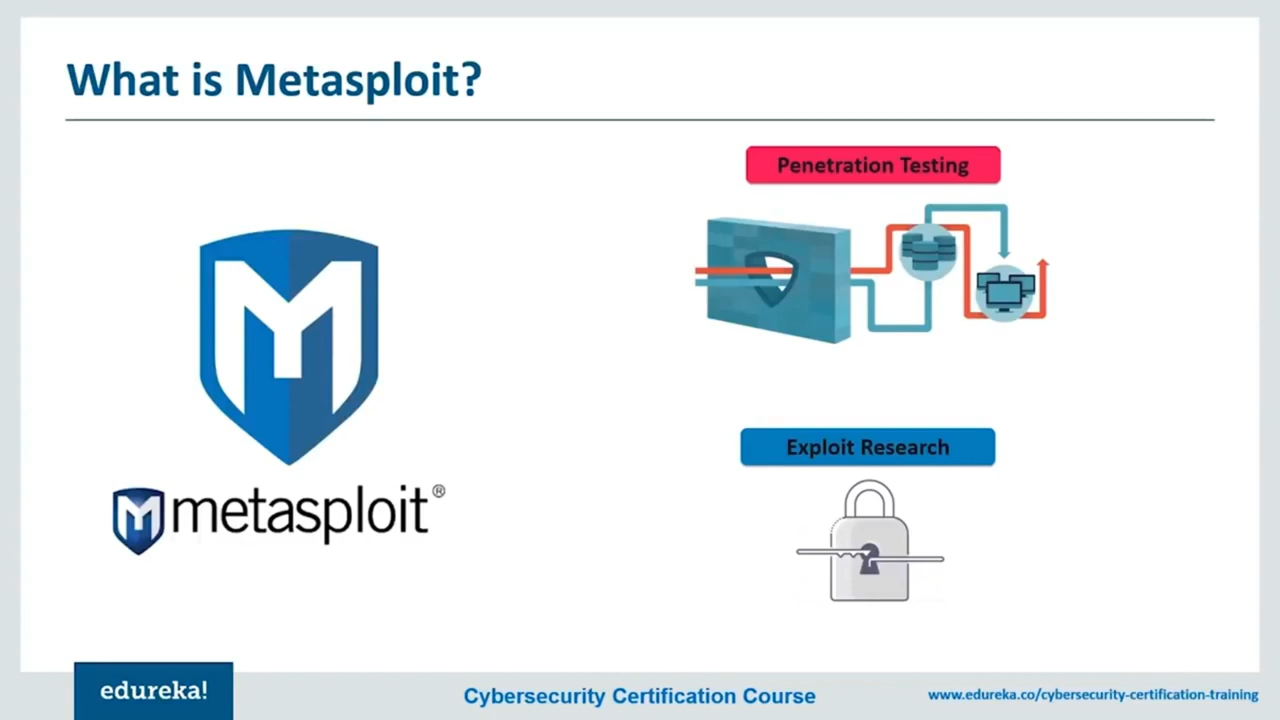 What is Metasploit?
Penetration Testing
Exploit Research
metasploit®
edureka!
Cybersecurity Certification Course
www.edureka.co/cybersecurity-certification-training